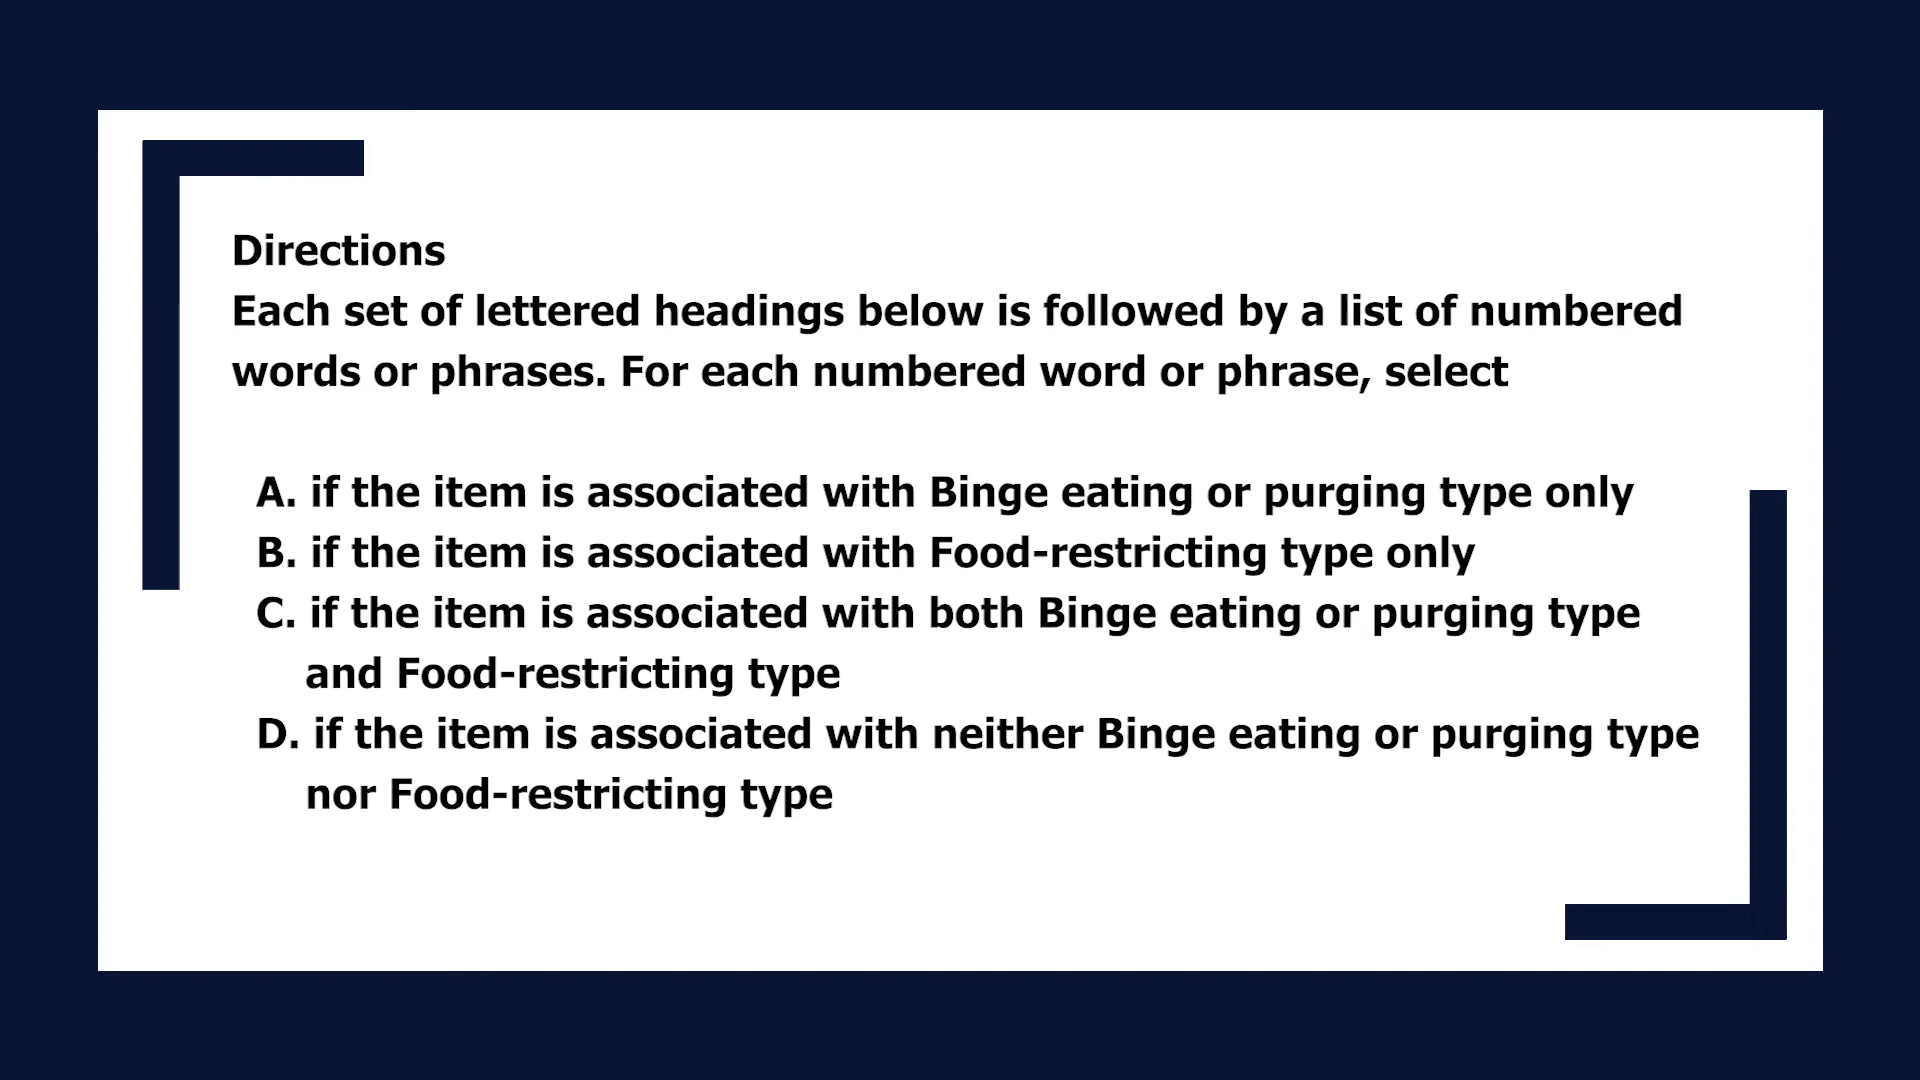 Directions
Each set of lettered headings below is followed by a list of numbered
words or phrases. For each numbered word or phrase, select
A. if the item is associated with Binge eating or purging type only
B. if the item is associated with Food-restricting type only
C. if the item is associated with both Binge eating or purging type
and Food-restricting type
D. if the item is associated with neither Binge eating or purging type
nor Food-restricting type